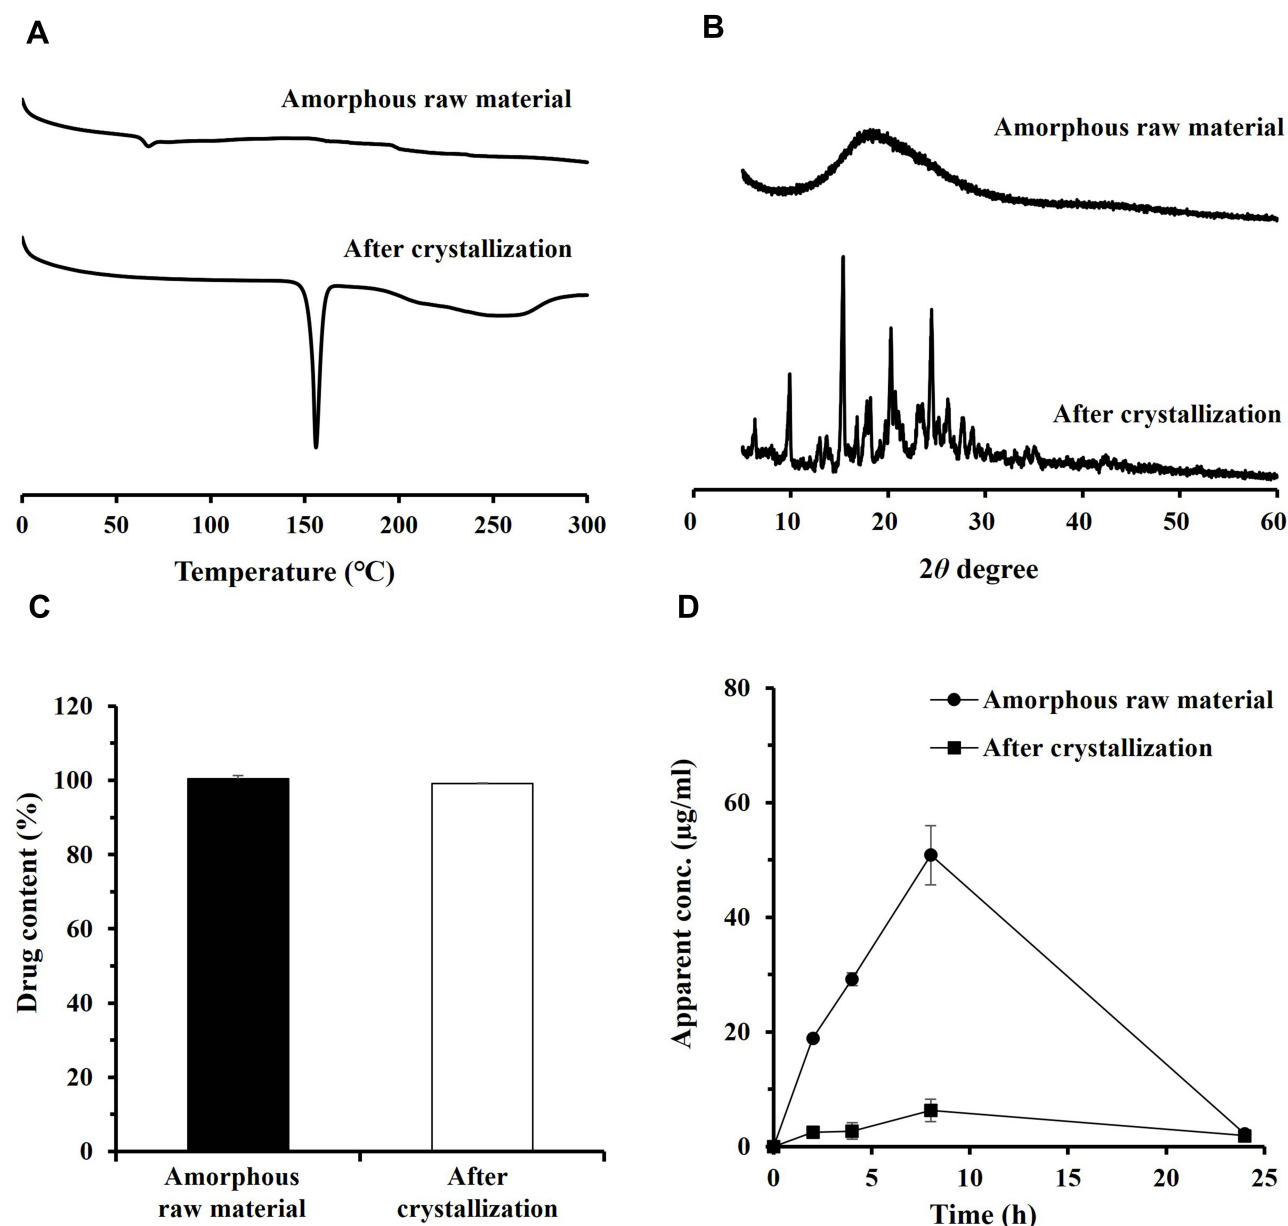 A
Amorphous raw material
After crystallization
0 50 100 150 200 250 300
Temperature (℃)
B
Amorphous raw material
After crystallization
0 10 20 30 40 50 60
2θ degree
C
120
100
80
60
40
20
0
Drug content (%)
Amorphous
raw material
After
crystallization
D
Amorphous raw material
After crystallization
80
60
40
20
0
Apparent conc. (μg/ml)
0 5 10 15 20 25
Time (h)